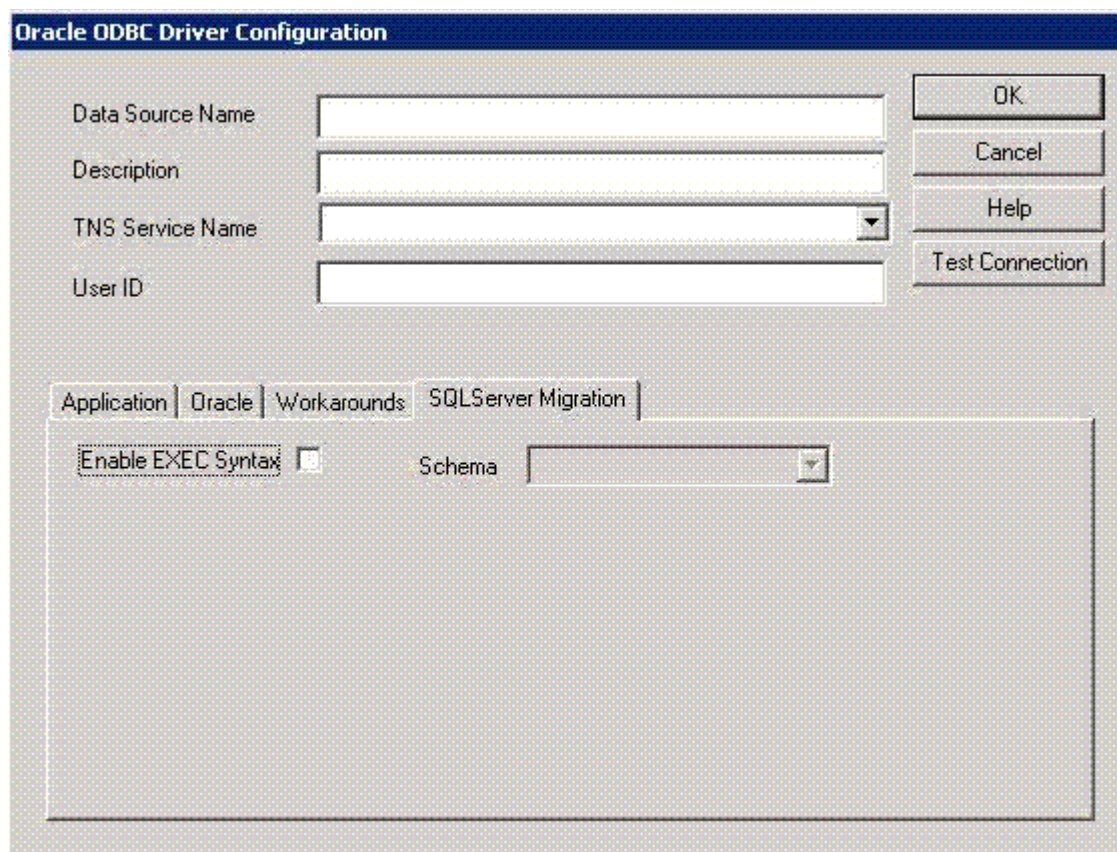 Oracle ODBC Driver Configuration
Data Source Name
OK
Description
Cancel
TNS Service Name
Help
User ID
Test Connection
Application
Oracle
Workarounds
SQLServer Migration
Enable EXEC Syntax
Schema